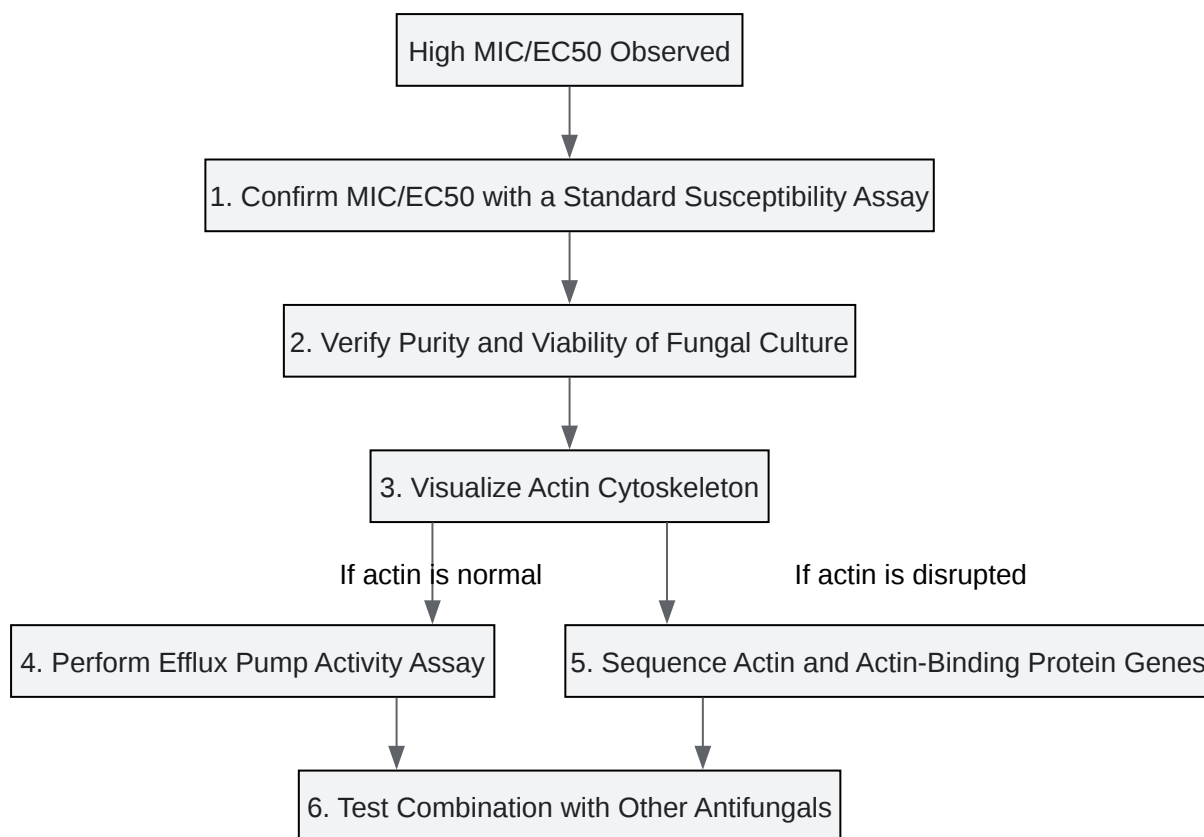 High MIC/EC50 Observed
1. Confirm MIC/EC50 with a Standard Susceptibility Assay
2. Verify Purity and Viability of Fungal Culture
3. Visualize Actin Cytoskeleton
If actin is normal
If actin is disrupted
4. Perform Efflux Pump Activity Assay
5. Sequence Actin and Actin-Binding Protein Genes
6. Test Combination with Other Antifungals